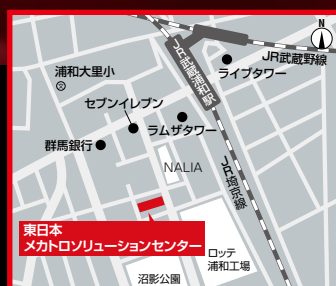 N
JR武蔵野線
JR武蔵浦和駅
ライブタワー
浦和大里小
セブンイレブン
ラムザタワー
群馬銀行
NALIA
JR埼京線
東日本
メカトロソリューションセンター
ロッテ
浦和工場
沼影公園